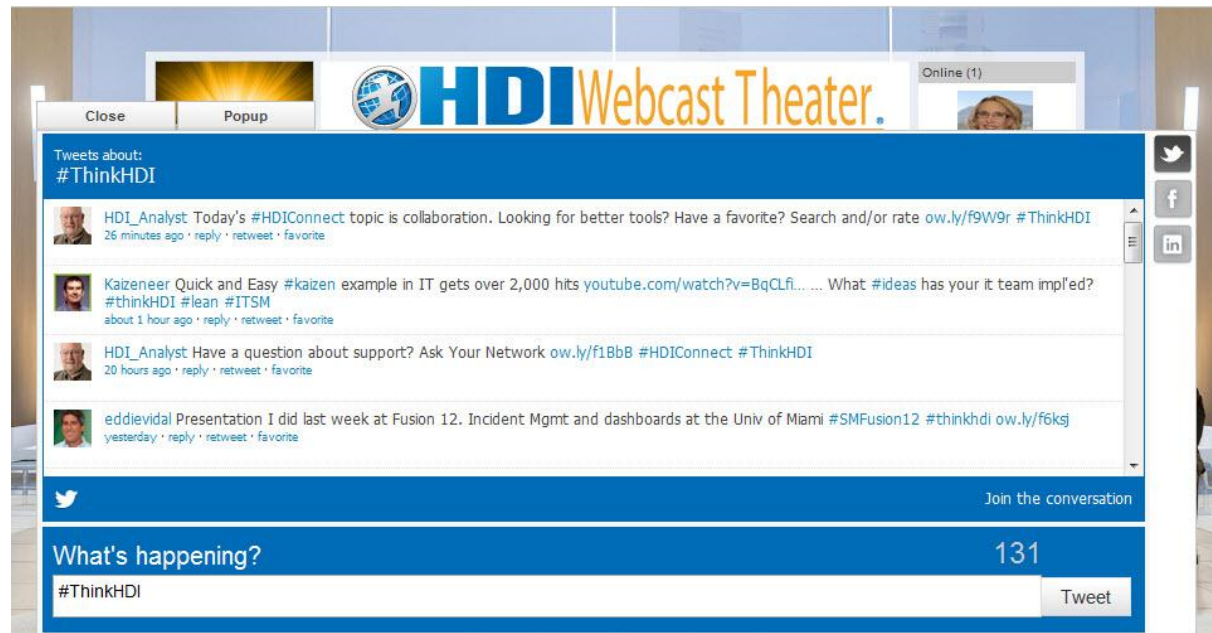 HDI Webcast Theater.
Online (1)
Close
Popup
Tweets about:
#ThinkHDI
HDI_Analyst Today's #HDIConnect topic is collaboration. Looking for better tools? Have a favorite? Search and/or rate ow.ly/f9W9r #ThinkHDI
26 minutes ago · reply · retweet · favorite
Kaizeneer Quick and Easy #kaizen example in IT gets over 2,000 hits youtube.com/watch?v=BqCLfi... ... What #ideas has your it team impl'ed?
#thinkHDI #lean #ITSM
about 1 hour ago · reply · retweet · favorite
HDI_Analyst Have a question about support? Ask Your Network ow.ly/f1BbB #HDIConnect #ThinkHDI
20 hours ago · reply · retweet · favorite
eddievidal Presentation I did last week at Fusion 12. Incident Mgmt and dashboards at the Univ of Miami #SMFusion12 #thinkhdi ow.ly/f6ksj
yesterday · reply · retweet · favorite
Join the conversation
What's happening?
131
#ThinkHDI
Tweet
f
in